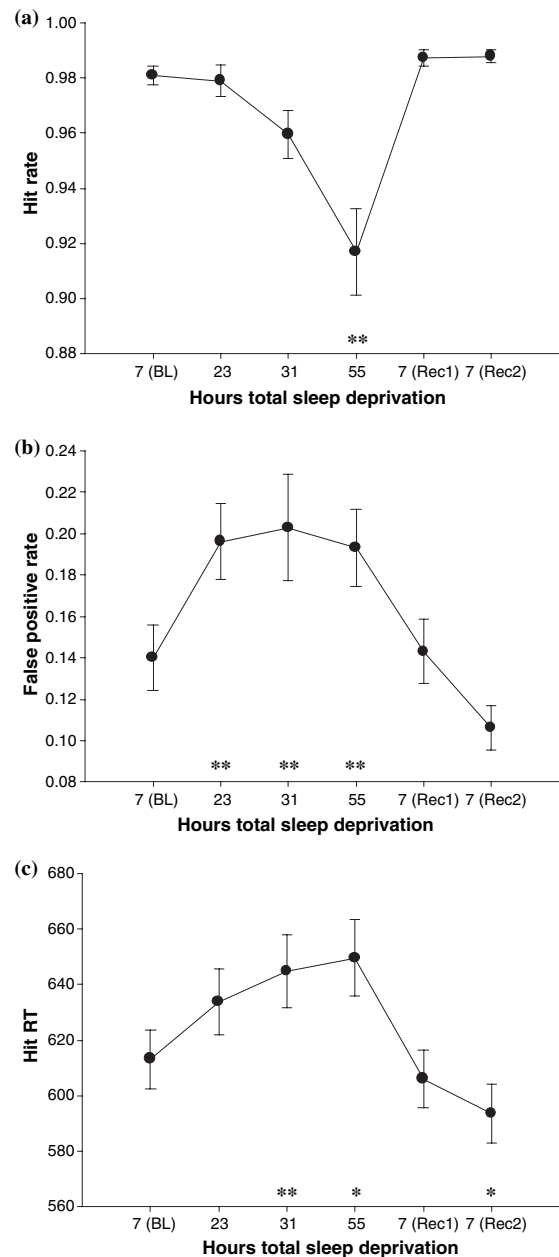 (a)
1.00
0.98
0.96
0.94
0.92
0.90
0.88
Hit rate
**
7 (BL) 23 31 55 7 (Rec1) 7 (Rec2)
Hours total sleep deprivation
(b)
0.24
0.22
0.20
0.18
0.16
0.14
0.12
0.10
0.08
False positive rate
** ** **
7 (BL) 23 31 55 7 (Rec1) 7 (Rec2)
Hours total sleep deprivation
(c)
680
660
640
620
600
580
560
Hit RT
** * *
7 (BL) 23 31 55 7 (Rec1) 7 (Rec2)
Hours total sleep deprivation